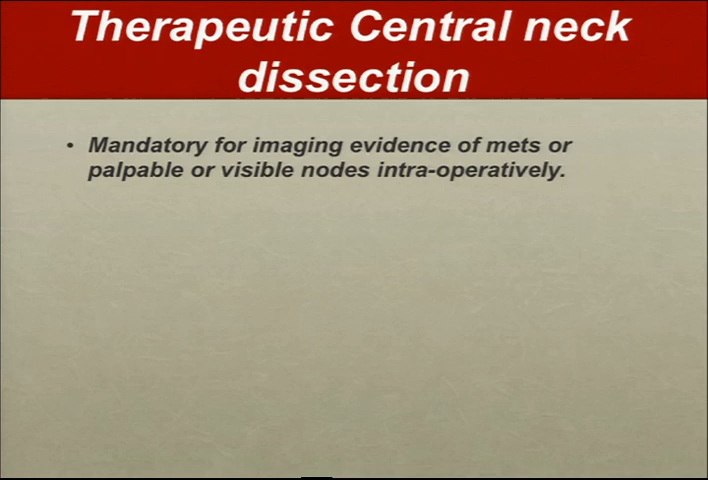 Therapeutic Central neck
dissection
• Mandatory for imaging evidence of mets or
palpable or visible nodes intra-operatively.